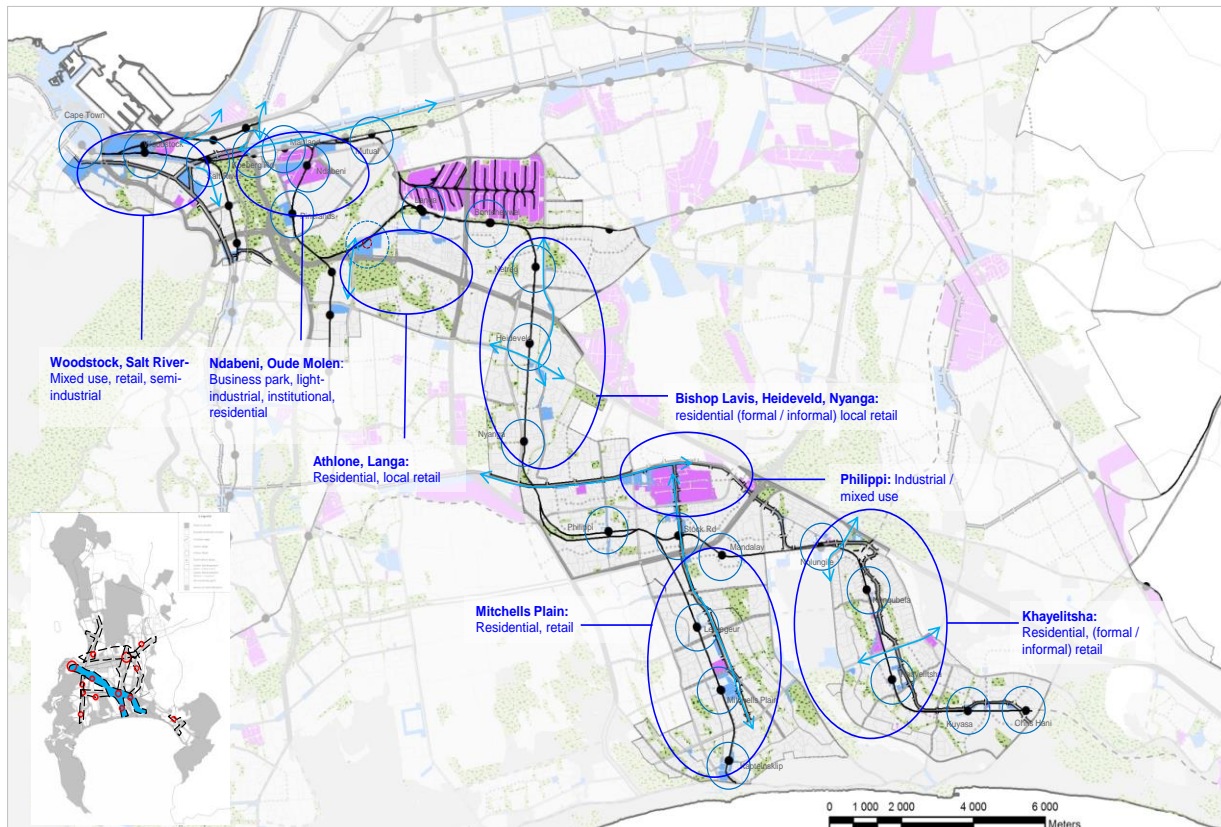 Cape Town
Mutual
Ndabeni
Netreg
Heideveld
Nyanga
Woodstock, Salt River-
Mixed use, retail, semi-
industrial
Ndabeni, Oude Molen:
Business park, light-
industrial, institutional,
residential
Athlone, Langa:
Residential, local retail
Bishop Lavis, Heideveld, Nyanga:
residential (formal / informal) local retail
Philippi: Industrial /
mixed use
Philippi
Stock Rd
Mandalay
Nolungile
Mitchells Plain:
Residential, retail
Khayelitsha:
Residential, (formal /
informal) retail
Lentegeur
Mitchells Plain
Kapteinsklip
Khayelitsha
Kuyasa
Chris Hani
0 1 000 2 000 4 000 6 000
Meters